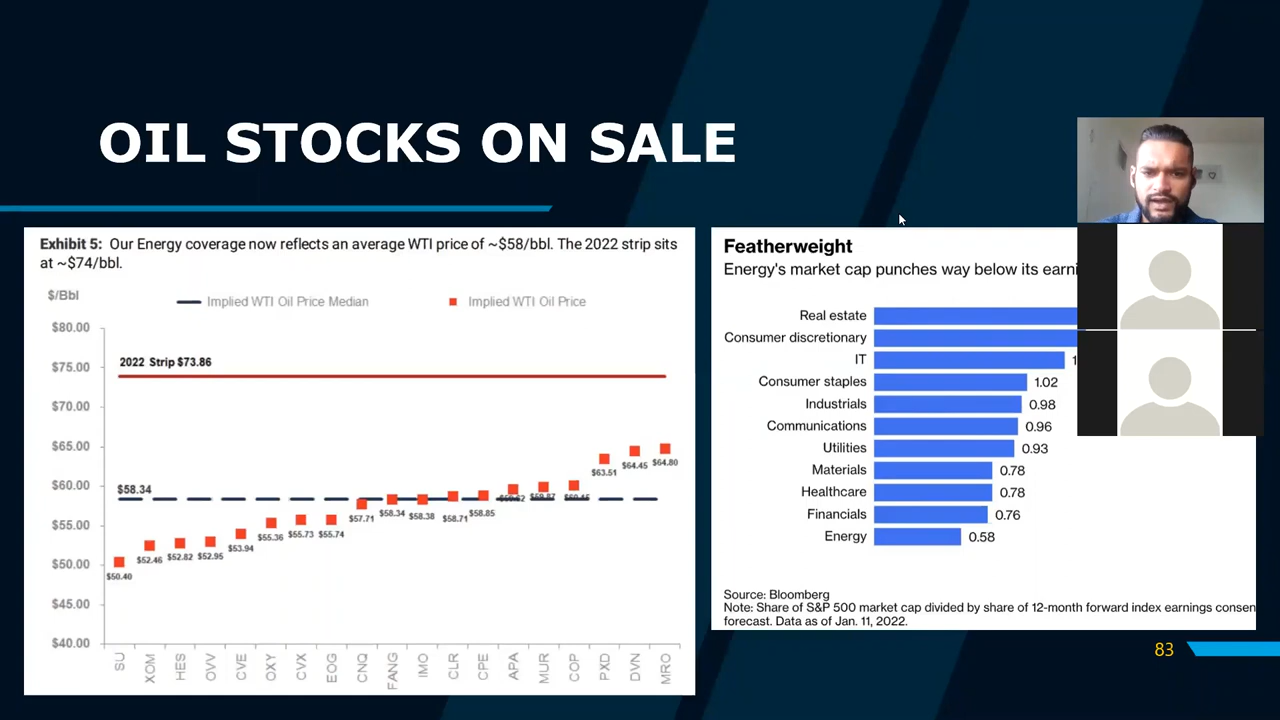 OIL STOCKS ON SALE
Exhibit 5: Our Energy coverage now reflects an average WTI price of ~$58/bbl. The 2022 strip sits
at ~$74/bbl.
$/Bbl
Implied WTI Oil Price Median
Implied WTI Oil Price
$80.00
$75.00
$70.00
$65.00
$60.00
$55.00
$50.00
$45.00
$40.00
2022 Strip $73.86
$58.34
$50.40
$52.46
$52.82
$52.95
$53.94
$55.36
$55.73
$55.74
$57.71
$58.34
$58.38
$58.71
$58.85
$63.51
$64.45
$64.80
SU
XOM
HES
OVV
CVE
OXY
CVX
EOG
CNQ
FANG
IMO
CLR
CPE
APA
MUR
COP
PXD
DVN
MRO
Featherweight
Energy's market cap punches way below its
Real estate
Consumer discretionary
IT
Consumer staples 1.02
Industrials 0.98
Communications 0.96
Utilities 0.93
Materials 0.78
Healthcare 0.78
Financials 0.76
Energy 0.58
Source: Bloomberg
Note: Share of S&P 500 market cap divided by share of 12-month forward index earnings
forecast. Data as of Jan. 11, 2022.
83